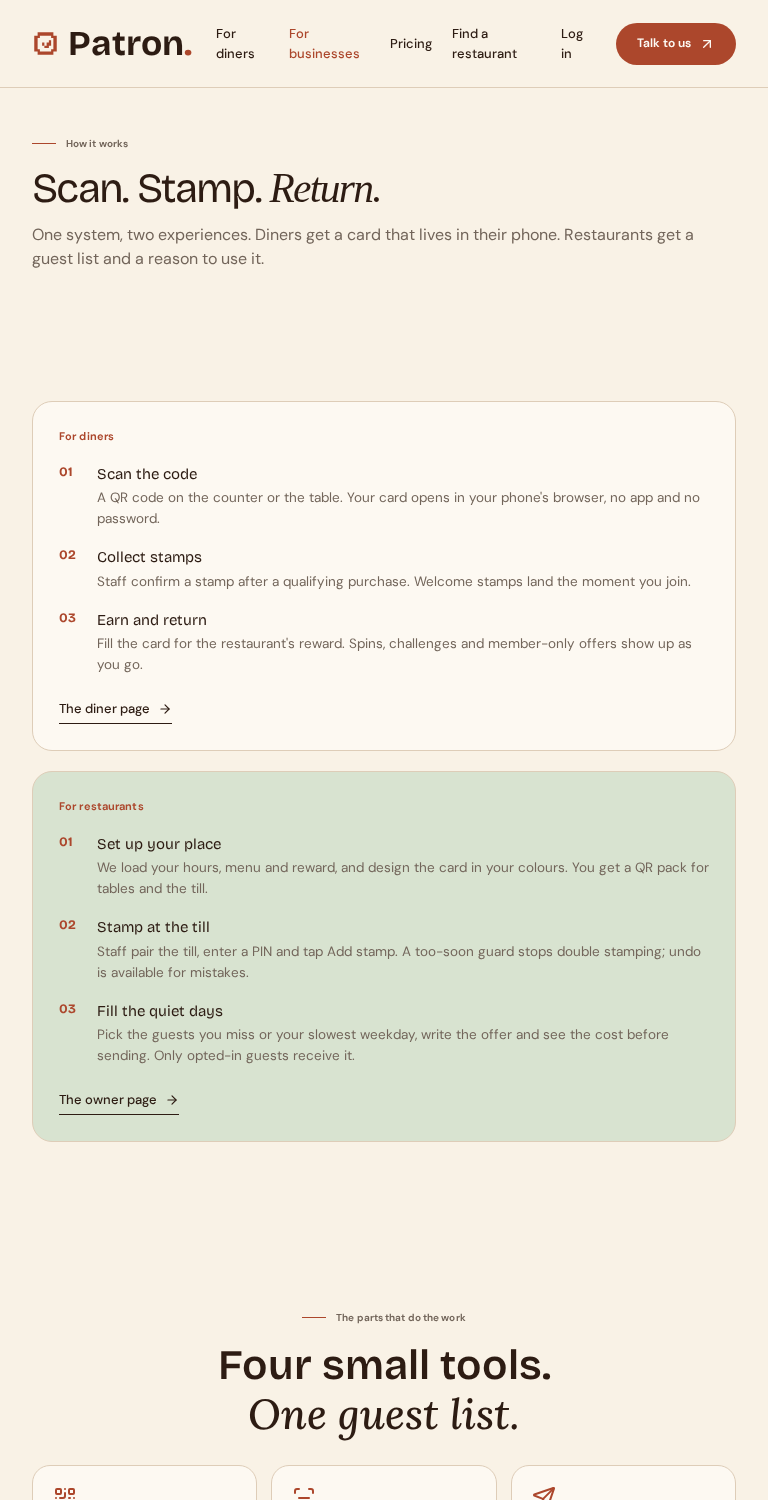 Patron.
For diners
For businesses
Pricing
Find a restaurant
Log in
Talk to us
How it works
Scan. Stamp. Return.
One system, two experiences. Diners get a card that lives in their phone. Restaurants get a
guest list and a reason to use it.
For diners
01 Scan the code
A QR code on the counter or the table. Your card opens in your phone's browser, no app and no
password.
02 Collect stamps
Staff confirm a stamp after a qualifying purchase. Welcome stamps land the moment you join.
03 Earn and return
Fill the card for the restaurant's reward. Spins, challenges and member-only offers show up as
you go.
The diner page
For restaurants
01 Set up your place
We load your hours, menu and reward, and design the card in your colours. You get a QR pack for
tables and the till.
02 Stamp at the till
Staff pair the till, enter a PIN and tap Add stamp. A too-soon guard stops double stamping; undo
is available for mistakes.
03 Fill the quiet days
Pick the guests you miss or your slowest weekday, write the offer and see the cost before
sending. Only opted-in guests receive it.
The owner page
The parts that do the work
Four small tools.
One guest list.